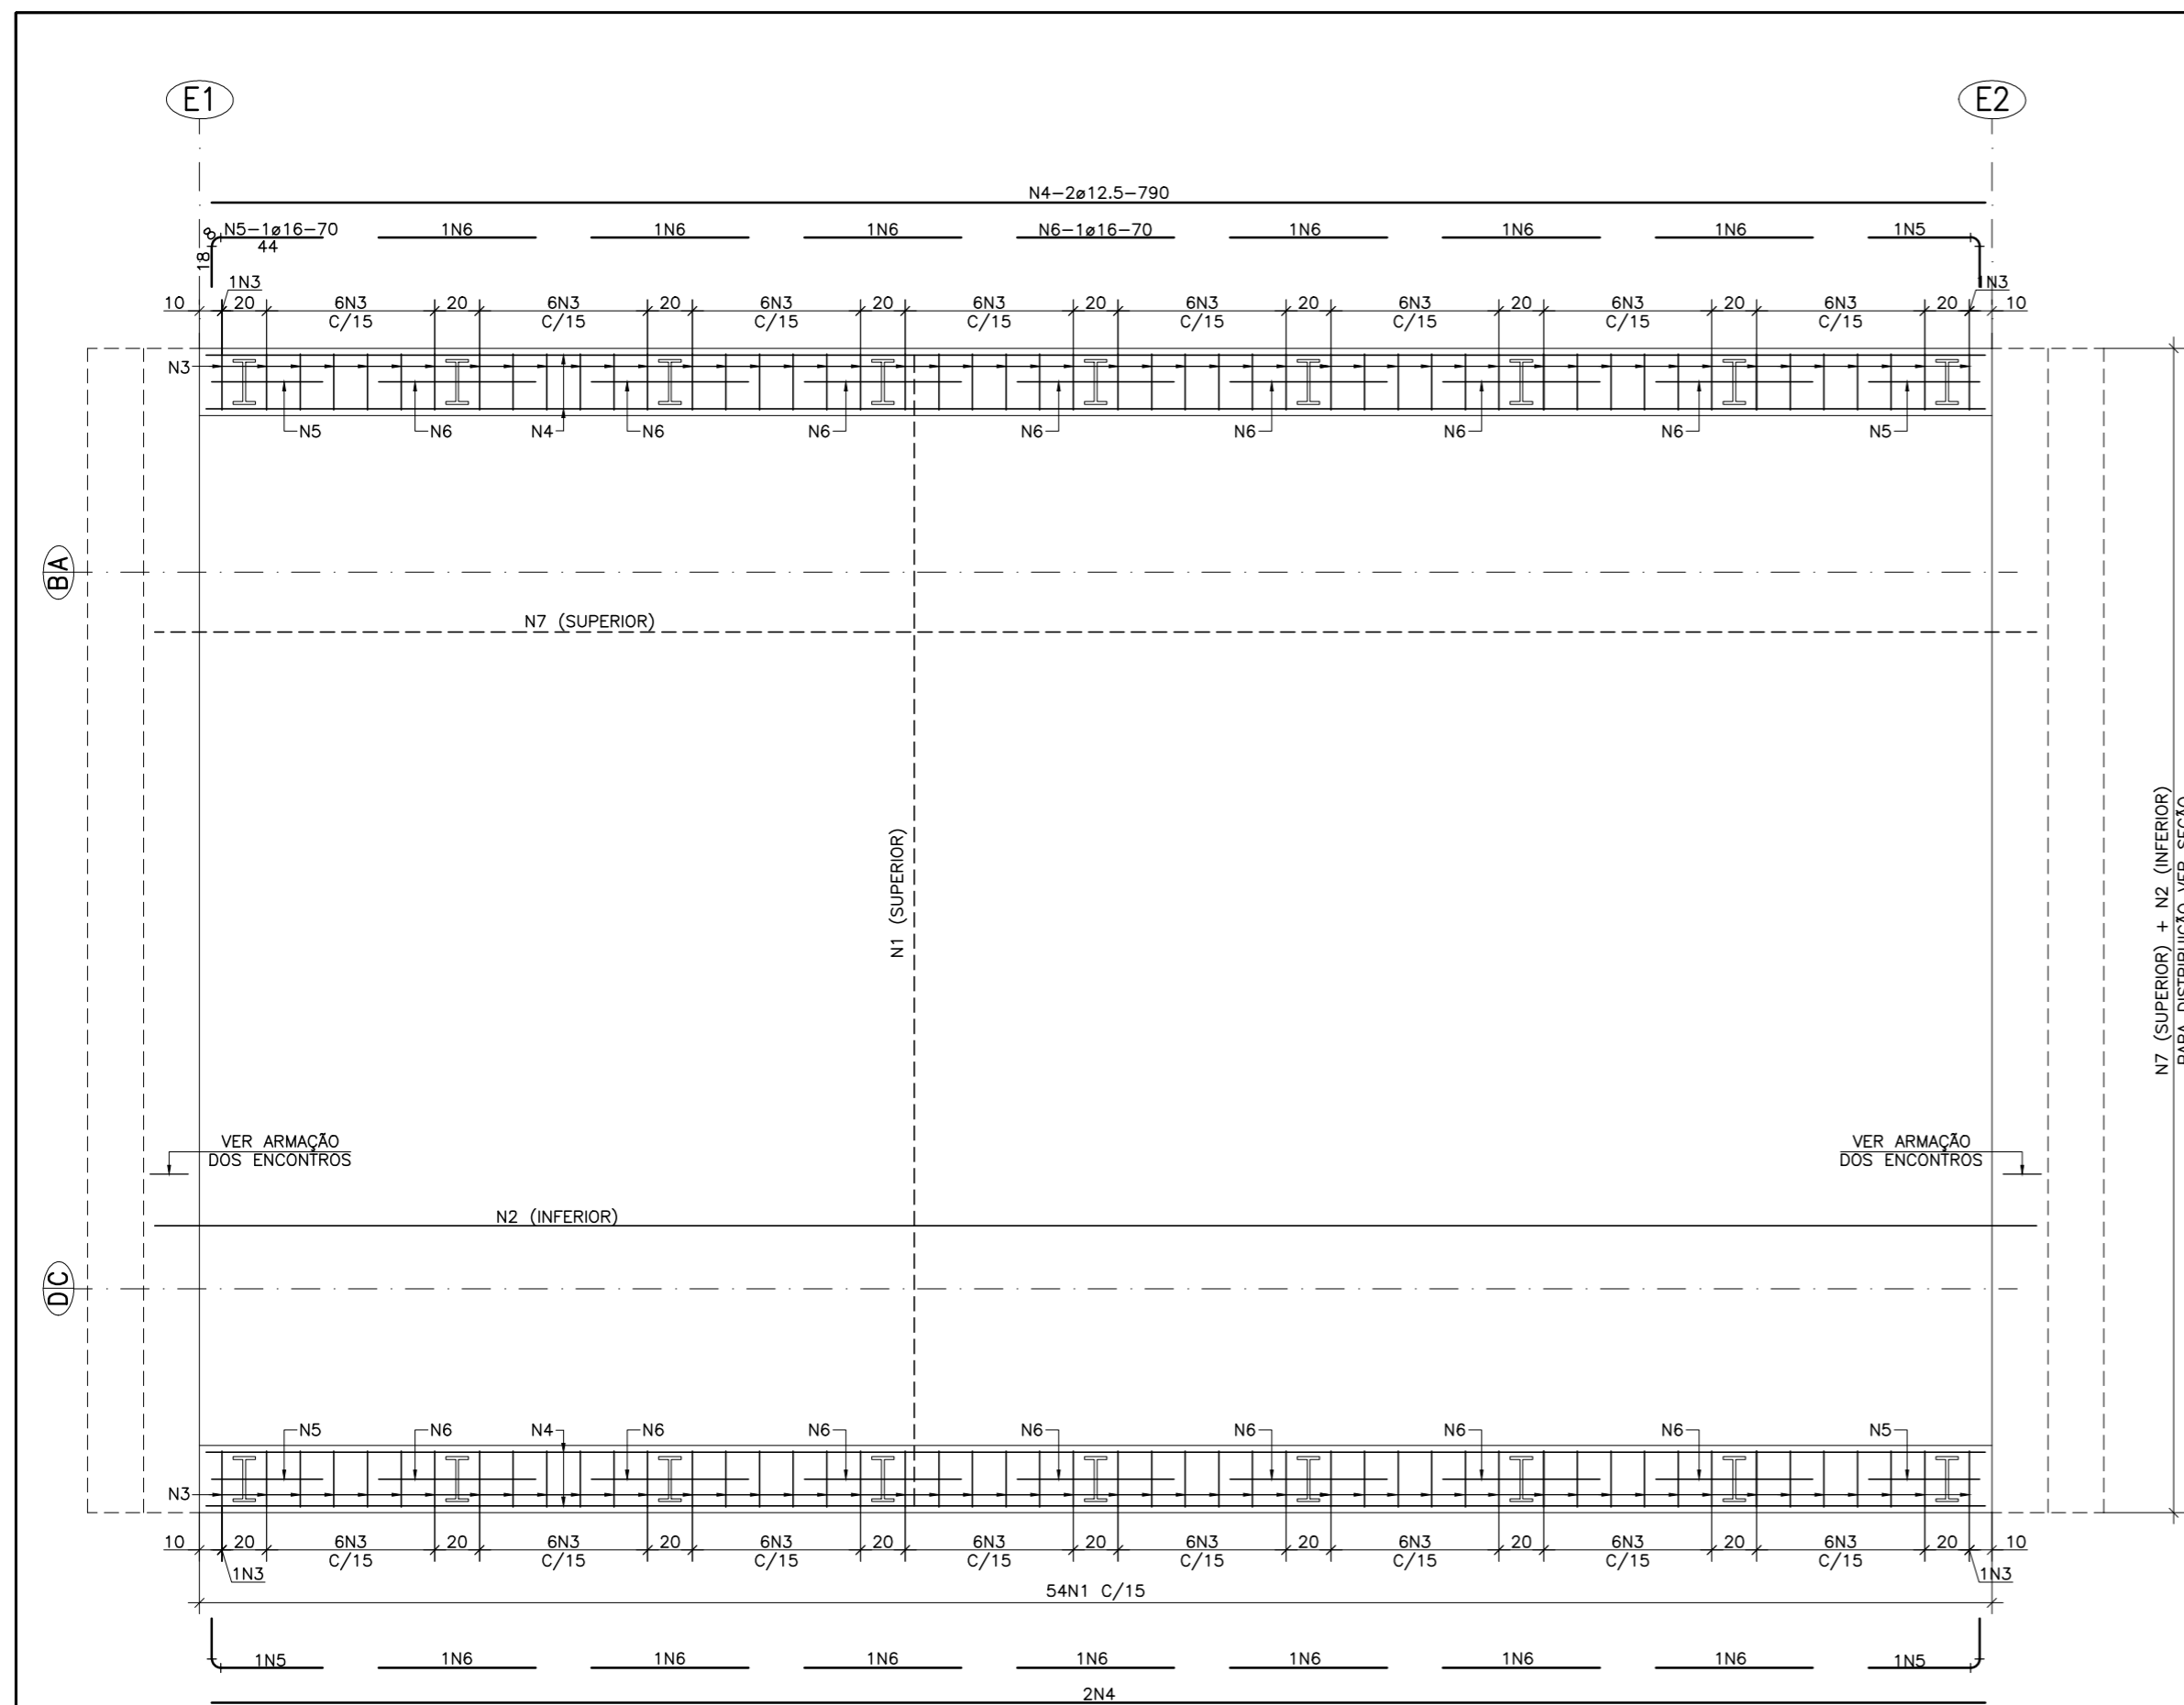 E1
E2
N4-2ø12.5-790
N5-1ø16-70
1N6
1N6
1N6
N6-1ø16-70
1N6
1N6
1N6
1N5
8
44
18
1N3
1N3
10
20
6N3
C/15
20
6N3
C/15
20
6N3
C/15
20
6N3
C/15
20
6N3
C/15
20
6N3
C/15
20
6N3
C/15
20
6N3
C/15
20
10
N3
N5
N6
N4
N6
N6
N6
N6
N6
N6
N5
BA
N7 (SUPERIOR)
N1 (SUPERIOR)
N7 (SUPERIOR) + N2 (INFERIOR)
PARA DISTRIBUIÇÃO VER SEÇÃO
VER ARMAÇÃO
DOS ENCONTROS
VER ARMAÇÃO
DOS ENCONTROS
N2 (INFERIOR)
DC
N5
N6
N4
N6
N6
N6
N6
N6
N6
N5
N3
10
20
6N3
C/15
20
6N3
C/15
20
6N3
C/15
20
6N3
C/15
20
6N3
C/15
20
6N3
C/15
20
6N3
C/15
20
6N3
C/15
20
10
1N3
1N3
54N1 C/15
1N5
1N6
1N6
1N6
1N6
1N6
1N6
1N6
1N5
2N4